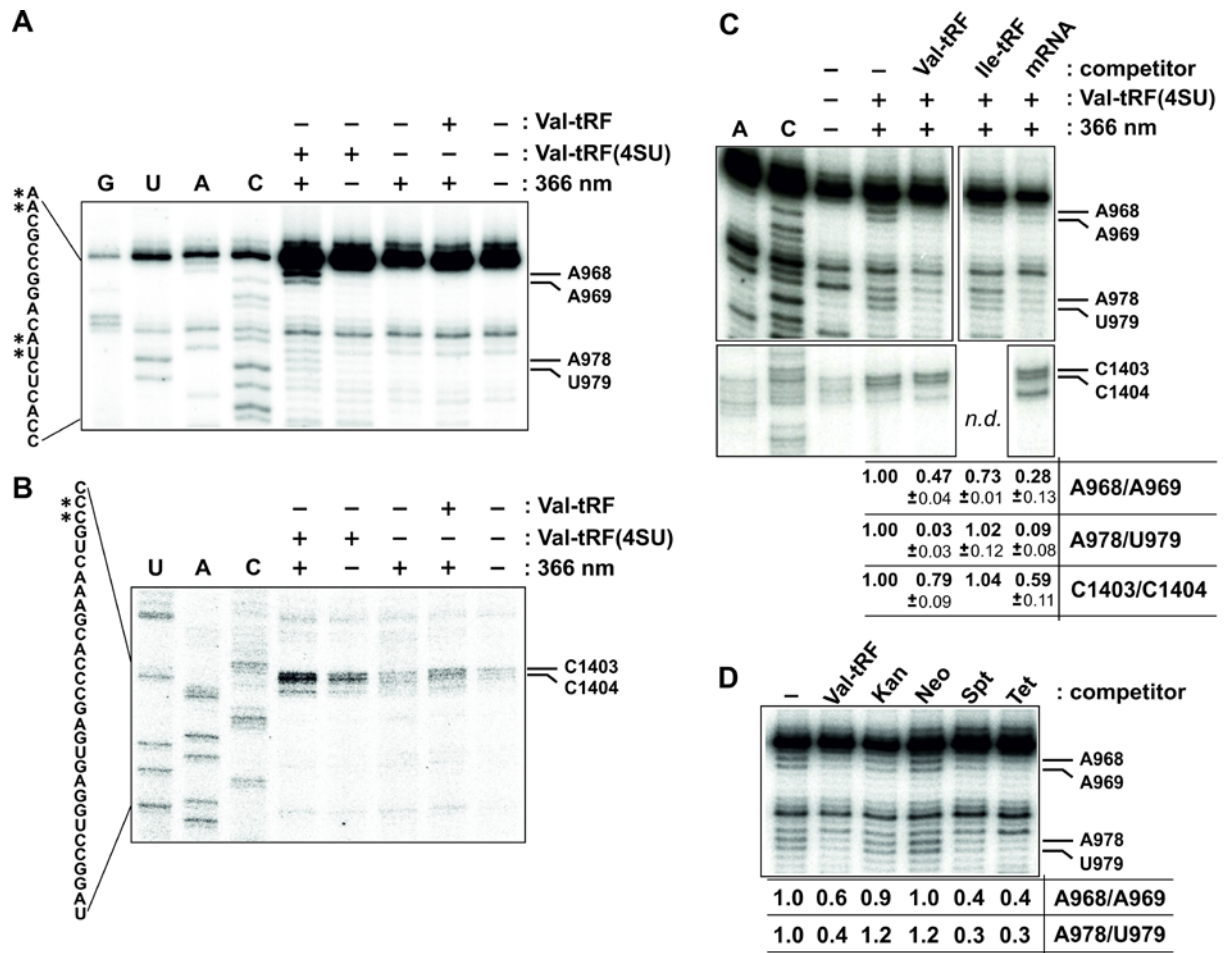 A
: Val-tRF
: Val-tRF(4SU)
: 366 nm
– – – + –
+ + – – –
+ – + + –
G U A C
*A*ACGCCGGACA*U*CUCACC
A968
A969
A978
U979
B
: Val-tRF
: Val-tRF(4SU)
: 366 nm
– – – + –
+ + – – –
+ – + + –
U A C
CC*C*GUCAAAGCACCCGAGUGAGGUCCGGAU
C1403
C1404
C
– – Val-tRF Ile-tRF mRNA : competitor
– + + + + : Val-tRF(4SU)
A C – + + + + : 366 nm
A968
A969
A978
U979
C1403
C1404
n.d.
1.00 0.47 0.73 0.28 A968/A969
±0.04 ±0.01 ±0.13
1.00 0.03 1.02 0.09 A978/U979
±0.03 ±0.12 ±0.08
1.00 0.79 1.04 0.59 C1403/C1404
±0.09 ±0.11
D
– Val-tRF Kan Neo Spt Tet : competitor
A968
A969
A978
U979
1.0 0.6 0.9 1.0 0.4 0.4 A968/A969
1.0 0.4 1.2 1.2 0.3 0.3 A978/U979